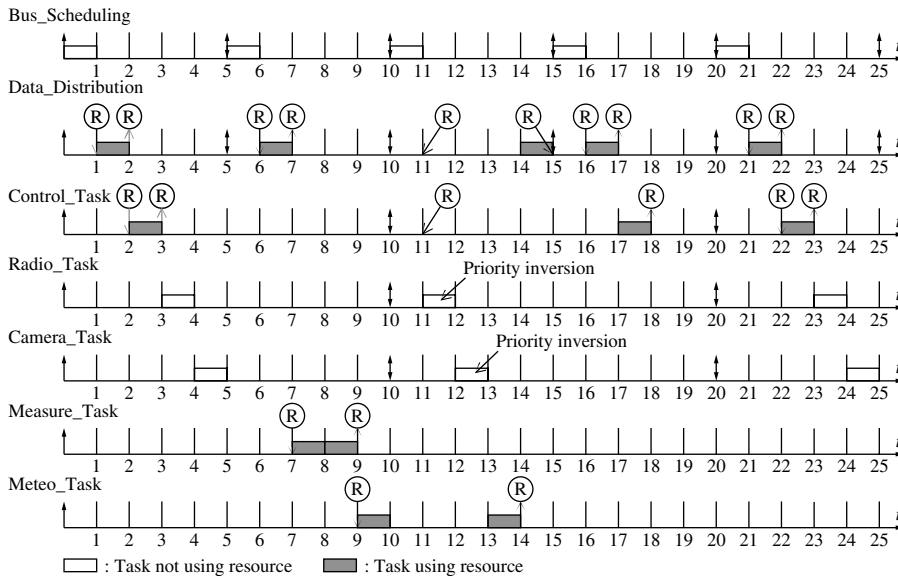 Bus_Scheduling
t
1 2 3 4 5 6 7 8 9 10 11 12 13 14 15 16 17 18 19 20 21 22 23 24 25
Data_Distribution
R R R R R R R R R R R
t
1 2 3 4 5 6 7 8 9 10 11 12 13 14 15 16 17 18 19 20 21 22 23 24 25
Control_Task
R R R R R R
t
1 2 3 4 5 6 7 8 9 10 11 12 13 14 15 16 17 18 19 20 21 22 23 24 25
Radio_Task
Priority inversion
t
1 2 3 4 5 6 7 8 9 10 11 12 13 14 15 16 17 18 19 20 21 22 23 24 25
Camera_Task
Priority inversion
t
1 2 3 4 5 6 7 8 9 10 11 12 13 14 15 16 17 18 19 20 21 22 23 24 25
Measure_Task
R R
t
1 2 3 4 5 6 7 8 9 10 11 12 13 14 15 16 17 18 19 20 21 22 23 24 25
Meteo_Task
R R
t
1 2 3 4 5 6 7 8 9 10 11 12 13 14 15 16 17 18 19 20 21 22 23 24 25
: Task not using resource : Task using resource